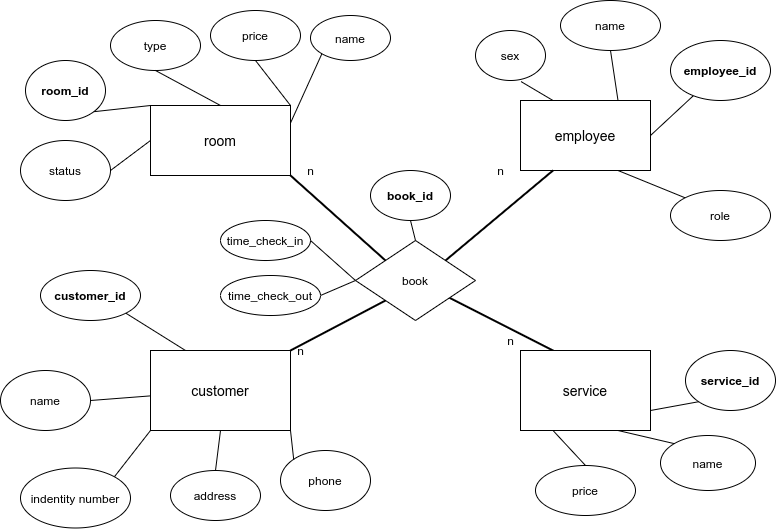 type
price
name
room_id
room
status
n
sex
name
employee_id
employee
n
role
book_id
time_check_in
time_check_out
book
customer_id
n
n
customer
name
indentity number
address
phone
service
service_id
name
price